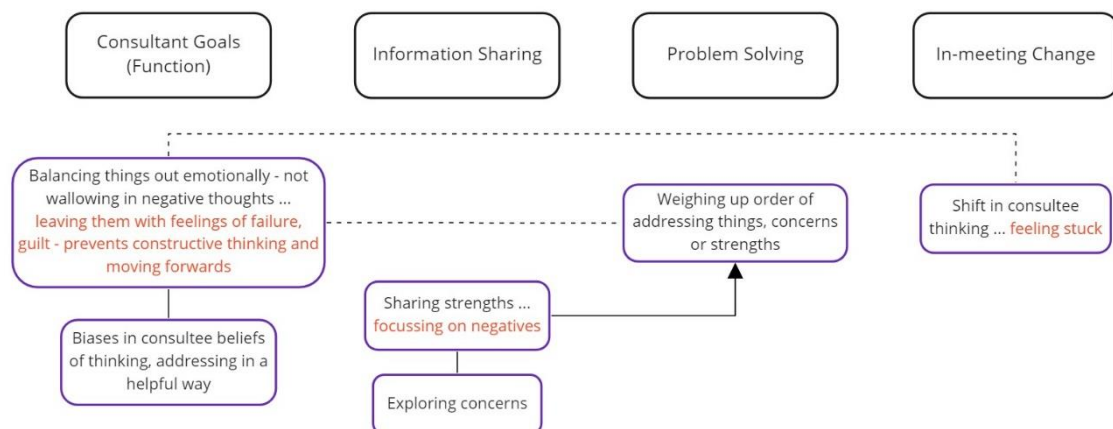 Consultant Goals
(Function)
Information Sharing
Problem Solving
In-meeting Change
Balancing things out emotionally - not
wallowing in negative thoughts ...
leaving them with feelings of failure,
guilt - prevents constructive thinking and
moving forwards
Weighing up order of
addressing things, concerns
or strengths
Shift in consultee
thinking ... feeling stuck
Sharing strengths ...
focussing on negatives
Biases in consultee beliefs
of thinking, addressing in a
helpful way
Exploring concerns